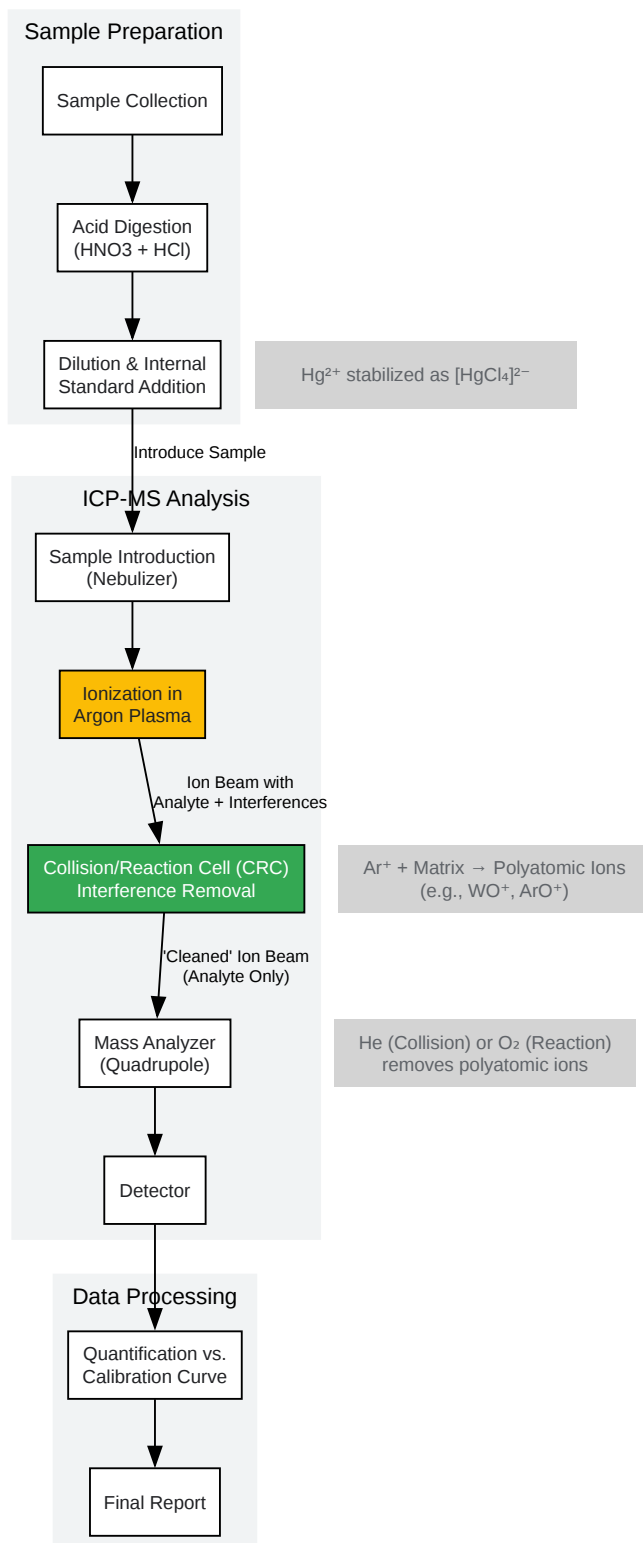 Sample Preparation
Sample Collection
Acid Digestion
(HNO3 + HCl)
Dilution & Internal
Standard Addition
Hg²⁺ stabilized as [HgCl₄]²⁻
Introduce Sample
ICP-MS Analysis
Sample Introduction
(Nebulizer)
Ionization in
Argon Plasma
Ion Beam with
Analyte + Interferences
Collision/Reaction Cell (CRC)
Interference Removal
Ar⁺ + Matrix → Polyatomic Ions
(e.g., WO⁺, ArO⁺)
'Cleaned' Ion Beam
(Analyte Only)
Mass Analyzer
(Quadrupole)
He (Collision) or O₂ (Reaction)
removes polyatomic ions
Detector
Data Processing
Quantification vs.
Calibration Curve
Final Report